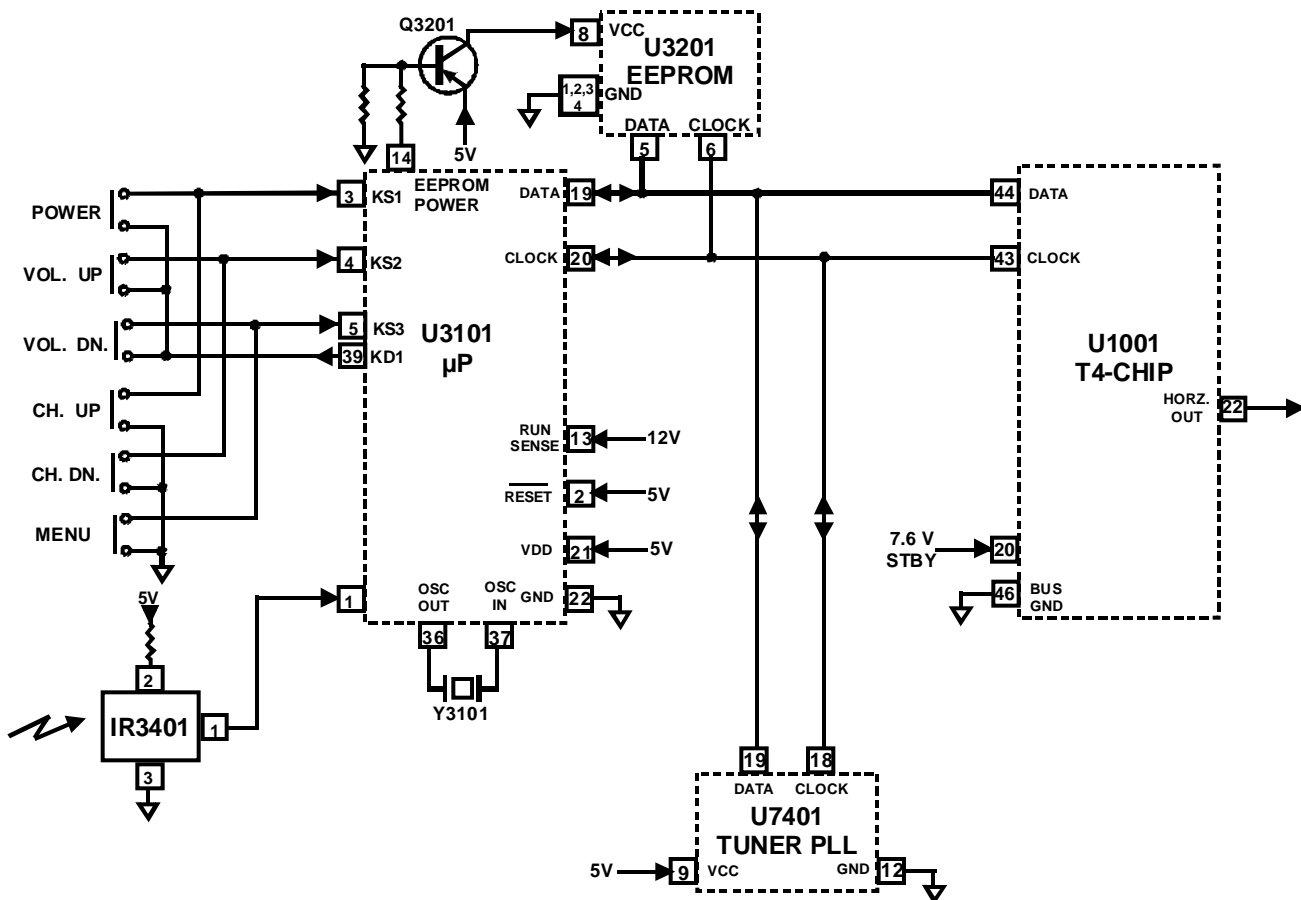 Q3201
8
VCC
U3201
EEPROM
1,2,3
4
GND
DATA
CLOCK
5
6
5V
14
POWER
VOL. UP
VOL. DN.
CH. UP
CH. DN.
MENU
3
KS1
EEPROM
POWER
DATA
19
4
KS2
CLOCK
20
5
KS3
39
KD1
U3101
µP
RUN
SENSE
13
12V
RESET
2
5V
VDD
21
5V
1
OSC
OUT
OSC
IN
GND
22
36
37
Y3101
44
DATA
43
CLOCK
U1001
T4-CHIP
HORZ.
OUT
22
7.6 V
STBY
20
46
BUS
GND
5V
2
IR3401
1
3
19
18
DATA
CLOCK
U7401
TUNER PLL
5V
9
VCC
GND
12